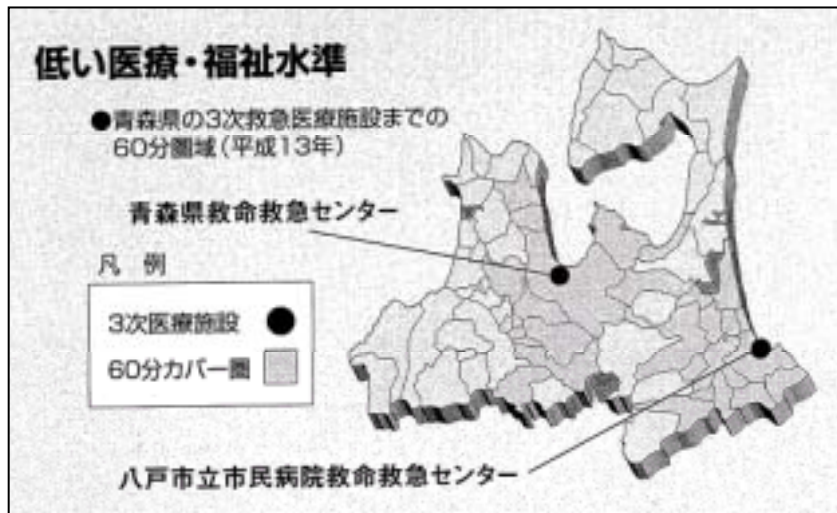 低い医療・福祉水準
●青森県の3次救急医療施設までの
60分圏域(平成13年)
青森県救命救急センター
凡 例
3次医療施設 ●
60分カバー圏
八戸市立市民病院救命救急センター